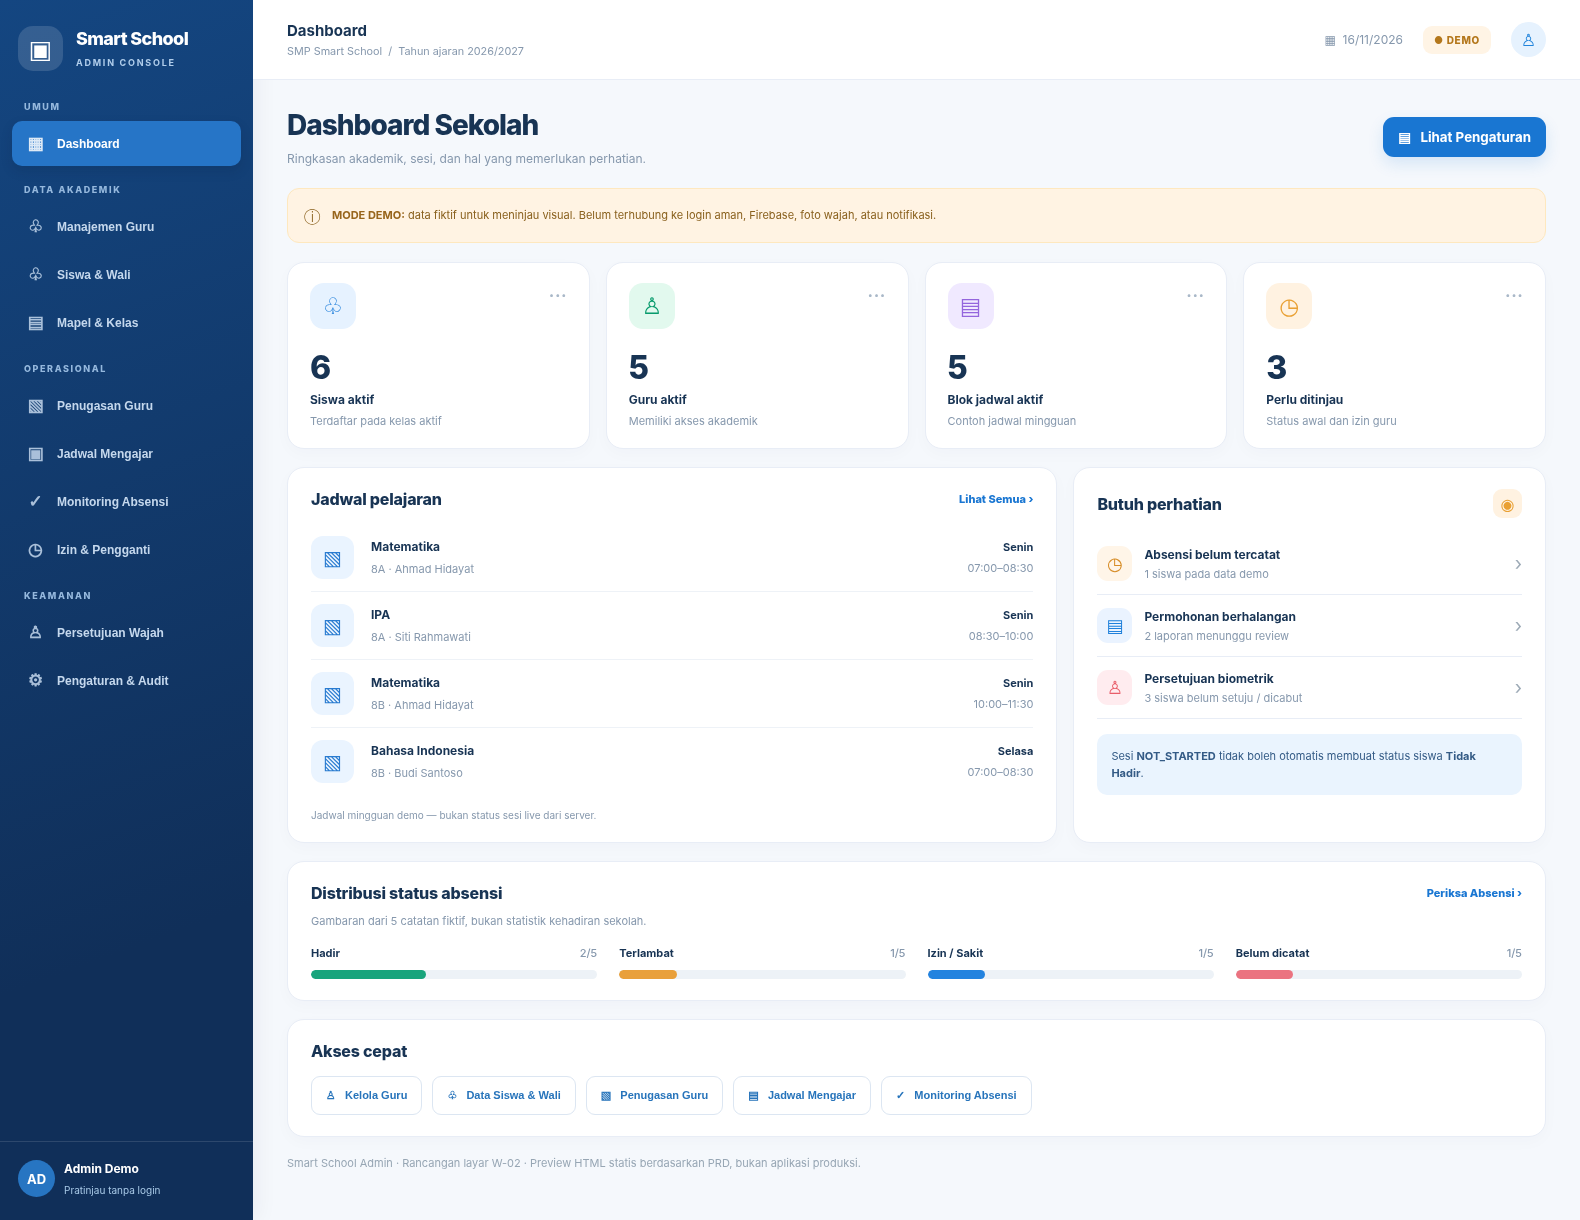 Smart School
ADMIN CONSOLE
UMUM
Dashboard
DATA AKADEMIK
Manajemen Guru
Siswa & Wali
Mapel & Kelas
OPERASIONAL
Penugasan Guru
Jadwal Mengajar
Monitoring Absensi
Izin & Pengganti
KEAMANAN
Persetujuan Wajah
Pengaturan & Audit
AD
Admin Demo
Pratinjau tanpa login
Dashboard
SMP Smart School / Tahun ajaran 2026/2027
16/11/2026
DEMO
Dashboard Sekolah
Ringkasan akademik, sesi, dan hal yang memerlukan perhatian.
Lihat Pengaturan
MODE DEMO: data fiktif untuk meninjau visual. Belum terhubung ke login aman, Firebase, foto wajah, atau notifikasi.
6
Siswa aktif
Terdaftar pada kelas aktif
5
Guru aktif
Memiliki akses akademik
5
Blok jadwal aktif
Contoh jadwal mingguan
3
Perlu ditinjau
Status awal dan izin guru
Jadwal pelajaran
Lihat Semua ›
Matematika
8A · Ahmad Hidayat
Senin
07:00–08:30
IPA
8A · Siti Rahmawati
Senin
08:30–10:00
Matematika
8B · Ahmad Hidayat
Senin
10:00–11:30
Bahasa Indonesia
8B · Budi Santoso
Selasa
07:00–08:30
Jadwal mingguan demo — bukan status sesi live dari server.
Butuh perhatian
Absensi belum tercatat
1 siswa pada data demo
Permohonan berhalangan
2 laporan menunggu review
Persetujuan biometrik
3 siswa belum setuju / dicabut
Sesi NOT_STARTED tidak boleh otomatis membuat status siswa Tidak
Hadir.
Distribusi status absensi
Periksa Absensi ›
Gambaran dari 5 catatan fiktif, bukan statistik kehadiran sekolah.
Hadir 2/5
Terlambat 1/5
Izin / Sakit 1/5
Belum dicatat 1/5
Akses cepat
Kelola Guru
Data Siswa & Wali
Penugasan Guru
Jadwal Mengajar
Monitoring Absensi
Smart School Admin · Rancangan layar W-02 · Preview HTML statis berdasarkan PRD, bukan aplikasi produksi.